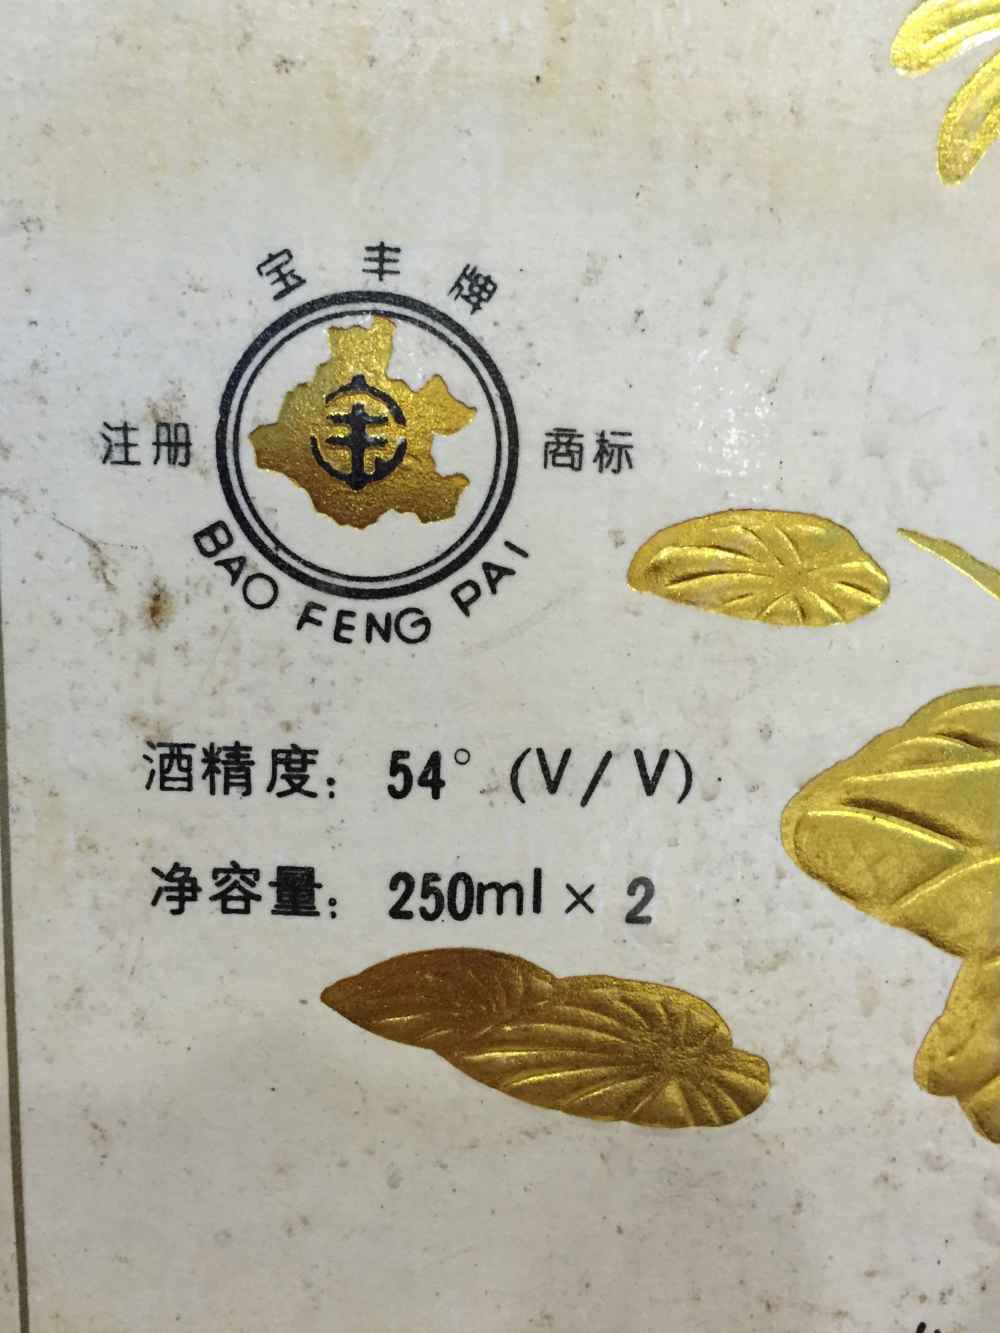 宝丰牌
注册 商标
BAO FENG PAI
酒精度：54°(V/V)
净容量：250ml × 2